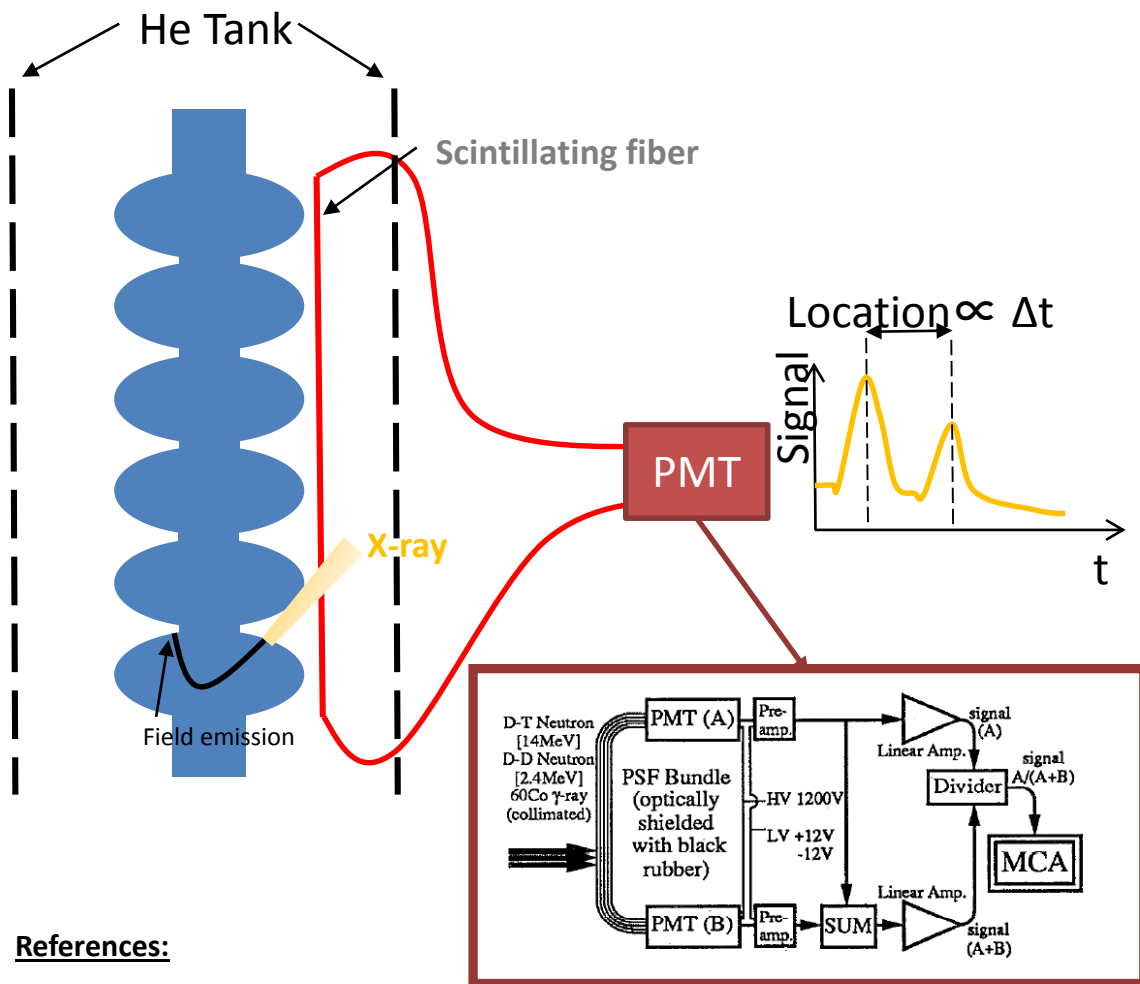 He Tank
Scintillating fiber
Location∝ Δt
Signal
PMT
X-ray
t
Field emission
D-T Neutron
[14MeV]
D-D Neutron
[2.4MeV]
60Co γ-ray
(collimated)
PMT (A)
Pre-
amp.
PSF Bundle
(optically
shielded
with black
rubber)
HV 1200V
LV +12V
-12V
Linear Amp.
signal
(A)
signal
A/(A+B)
Divider
MCA
PMT (B)
Pre-
amp.
SUM
Linear Amp.
signal
(A+B)
References: